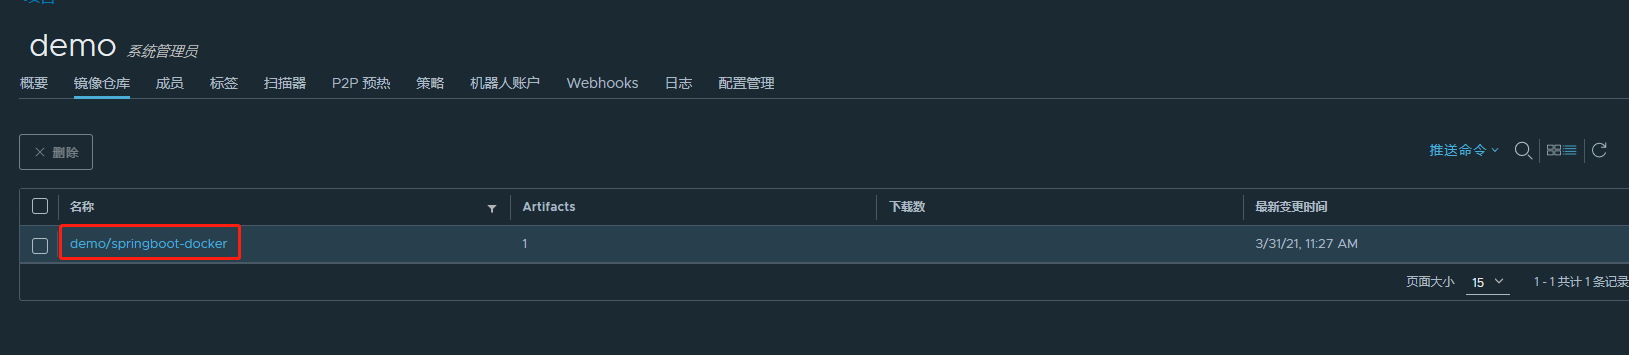 demo 系统管理员
概要 镜像仓库 成员 标签 扫描器 P2P 预热 策略 机器人账户 Webhooks 日志 配置管理
删除 推送命令
名称 Artifacts 下载数 最新变更时间
demo/springboot-docker 1 3/31/21, 11:27 AM
页面大小 15 1 - 1 共计 1 条记录